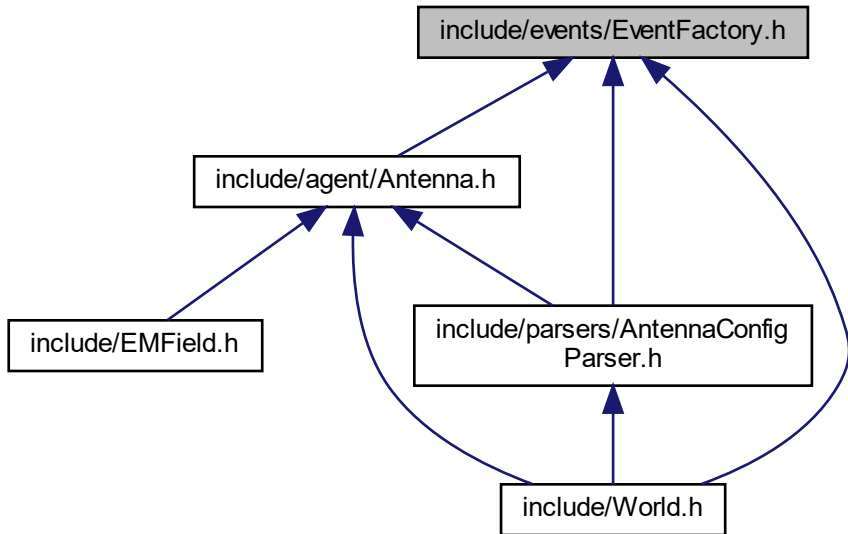 include/events/EventFactory.h
include/agent/Antenna.h
include/EMField.h
include/parsers/AntennaConfig
Parser.h
include/World.h